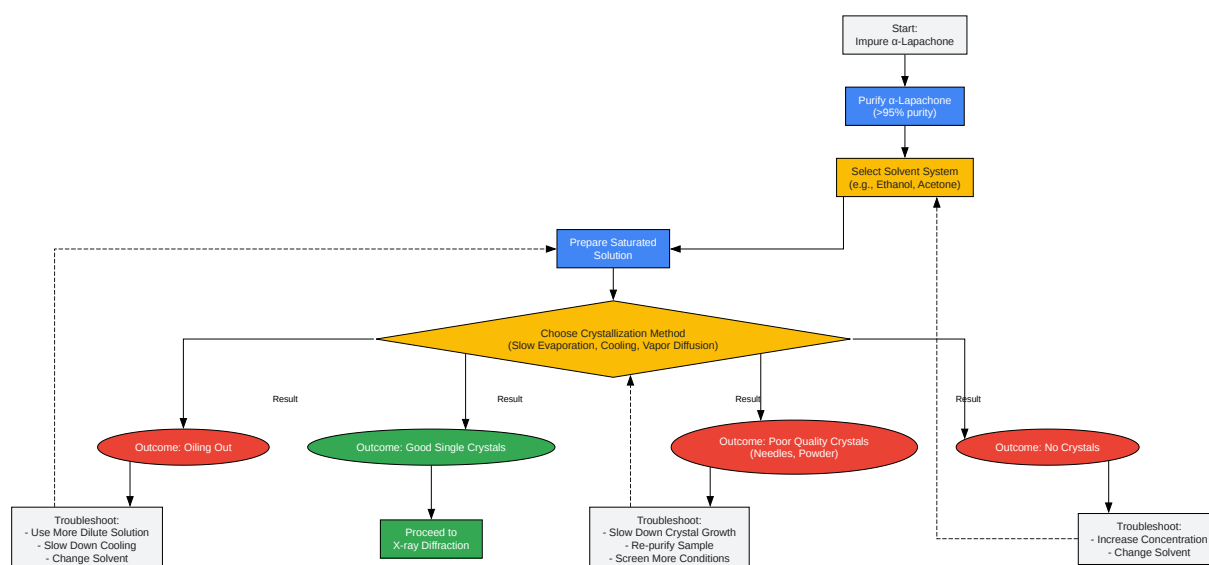 Start:
Impure α-Lapachone
Purify α-Lapachone
(>95% purity)
Select Solvent System
(e.g., Ethanol, Acetone)
Prepare Saturated
Solution
Choose Crystallization Method
(Slow Evaporation, Cooling, Vapor Diffusion)
Result
Result
Result
Result
Outcome: Oiling Out
Outcome: Good Single Crystals
Outcome: Poor Quality Crystals
(Needles, Powder)
Outcome: No Crystals
Troubleshoot:
- Use More Dilute Solution
- Slow Down Cooling
- Change Solvent
Proceed to
X-ray Diffraction
Troubleshoot:
- Slow Down Crystal Growth
- Re-purify Sample
- Screen More Conditions
Troubleshoot:
- Increase Concentration
- Change Solvent